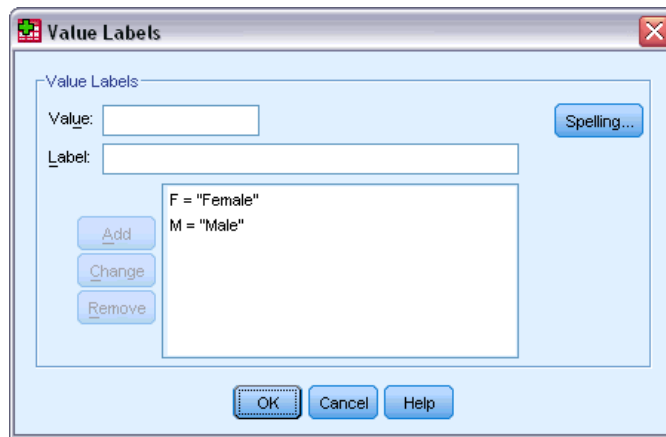 Value Labels
Value Labels
Value:
Spelling...
Label:
F = "Female"
M = "Male"
Add
Change
Remove
OK
Cancel
Help